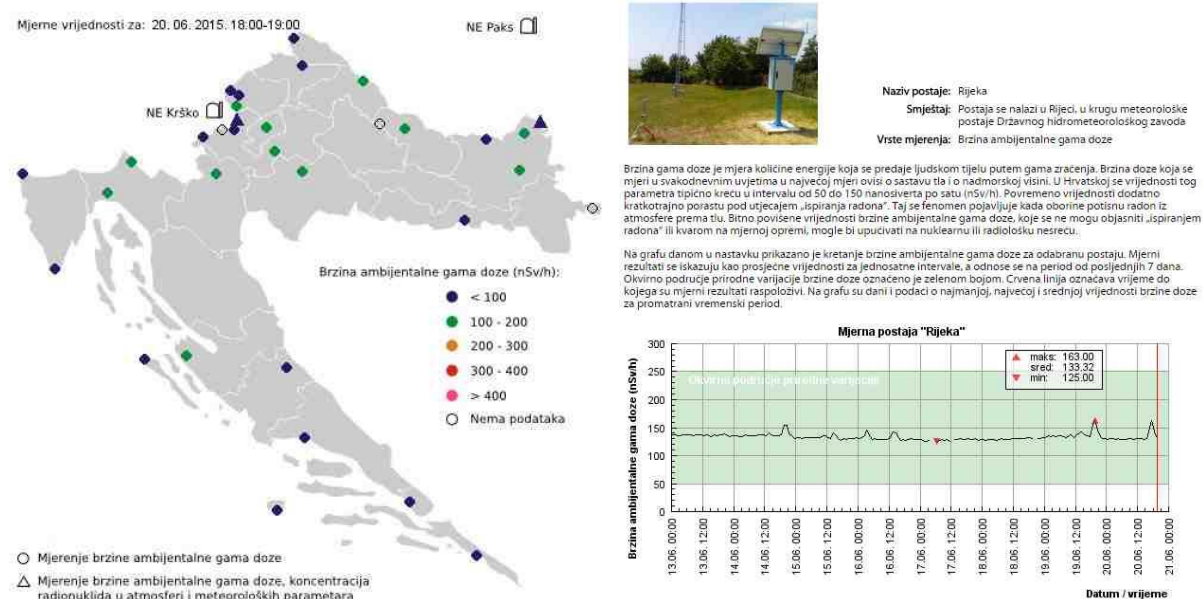 Mjerne vrijednosti za: 20. 06. 2015. 18:00-19:00
NE Paks
NE Krško
Brzina ambijentalne gama doze (nSv/h):
< 100
100 - 200
200 - 300
300 - 400
> 400
Nema podataka
Mjerenje brzine ambijentalne gama doze
Mjerenje brzine ambijentalne gama doze, koncentracija
radionuklida u atmosferi i meteoroloških parametara
Naziv postaje: Rijeka
Smještaj: Postaja se nalazi u Rijeci, u krugu meteorološke
postaje Državnog hidrometeorološkog zavoda
Vrste mjerenja: Brzina ambijentalne gama doze
Brzina gama doze je mjera količine energije koja se predaje ljudskom tijelu putem gama zračenja. Brzina doze koja se
mjeri u svakodnevnim uvjetima u najvećoj mjeri ovisi o sastavu tla i o nadmorskoj visini. U Hrvatskoj se vrijednosti tog
parametra tipično kreću u intervalu od 50 do 150 nanosiverta po satu (nSv/h). Povremeno vrijednosti dodatno
kratkotrajno porastu pod utjecajem „ispiranja radona". Taj se fenomen pojavljuje kada oborine potisnu radon iz
atmosfere prema tlu. Bitno povišene vrijednosti brzine ambijentalne gama doze, koje se ne mogu objasniti „ispiranjem
radona" ili kvarom na mjernoj opremi, mogle bi upućivati na nuklearnu ili radiološku nesreću.
Na grafu danom u nastavku prikazano je kretanje brzine ambijentalne gama doze za odabranu postaju. Mjerni
rezultati se iskazuju kao prosječne vrijednosti za jednosatne intervale, a odnose se na period od posljednjih 7 dana.
Okvirno područje prirodne varijacije brzine doze označeno je zelenom bojom. Crvena linija označava vrijeme do
kojega su mjerni rezultati raspoloživi. Na grafu su dani i podaci o najmanjoj, najvećoj i srednjoj vrijednosti brzine doze
za promatrani vremenski period.
Mjerna postaja "Rijeka"
Brzina ambijentalne gama doze (nSv/h)
300
250
200
150
100
50
0
Okvirno područje prirodne varijacije
maks: 163.00
sred: 133.32
min: 125.00
13.06. 00:00
13.06. 12:00
14.06. 00:00
14.06. 12:00
15.06. 00:00
15.06. 12:00
16.06. 00:00
16.06. 12:00
17.06. 00:00
17.06. 12:00
18.06. 00:00
18.06. 12:00
19.06. 00:00
19.06. 12:00
20.06. 00:00
20.06. 12:00
21.06. 00:00
Datum / vrijeme